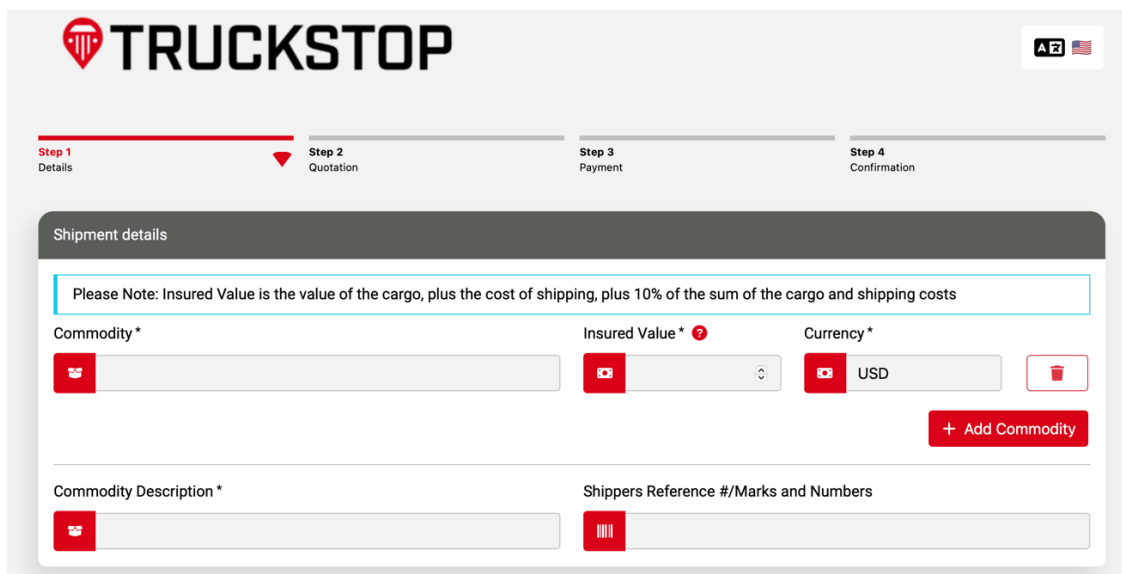 TRUCKSTOP
A
Step 1
Details
Step 2
Quotation
Step 3
Payment
Step 4
Confirmation
Shipment details
Please Note: Insured Value is the value of the cargo, plus the cost of shipping, plus 10% of the sum of the cargo and shipping costs
Commodity *
Insured Value * ?
Currency *
USD
+ Add Commodity
Commodity Description *
Shippers Reference #/Marks and Numbers